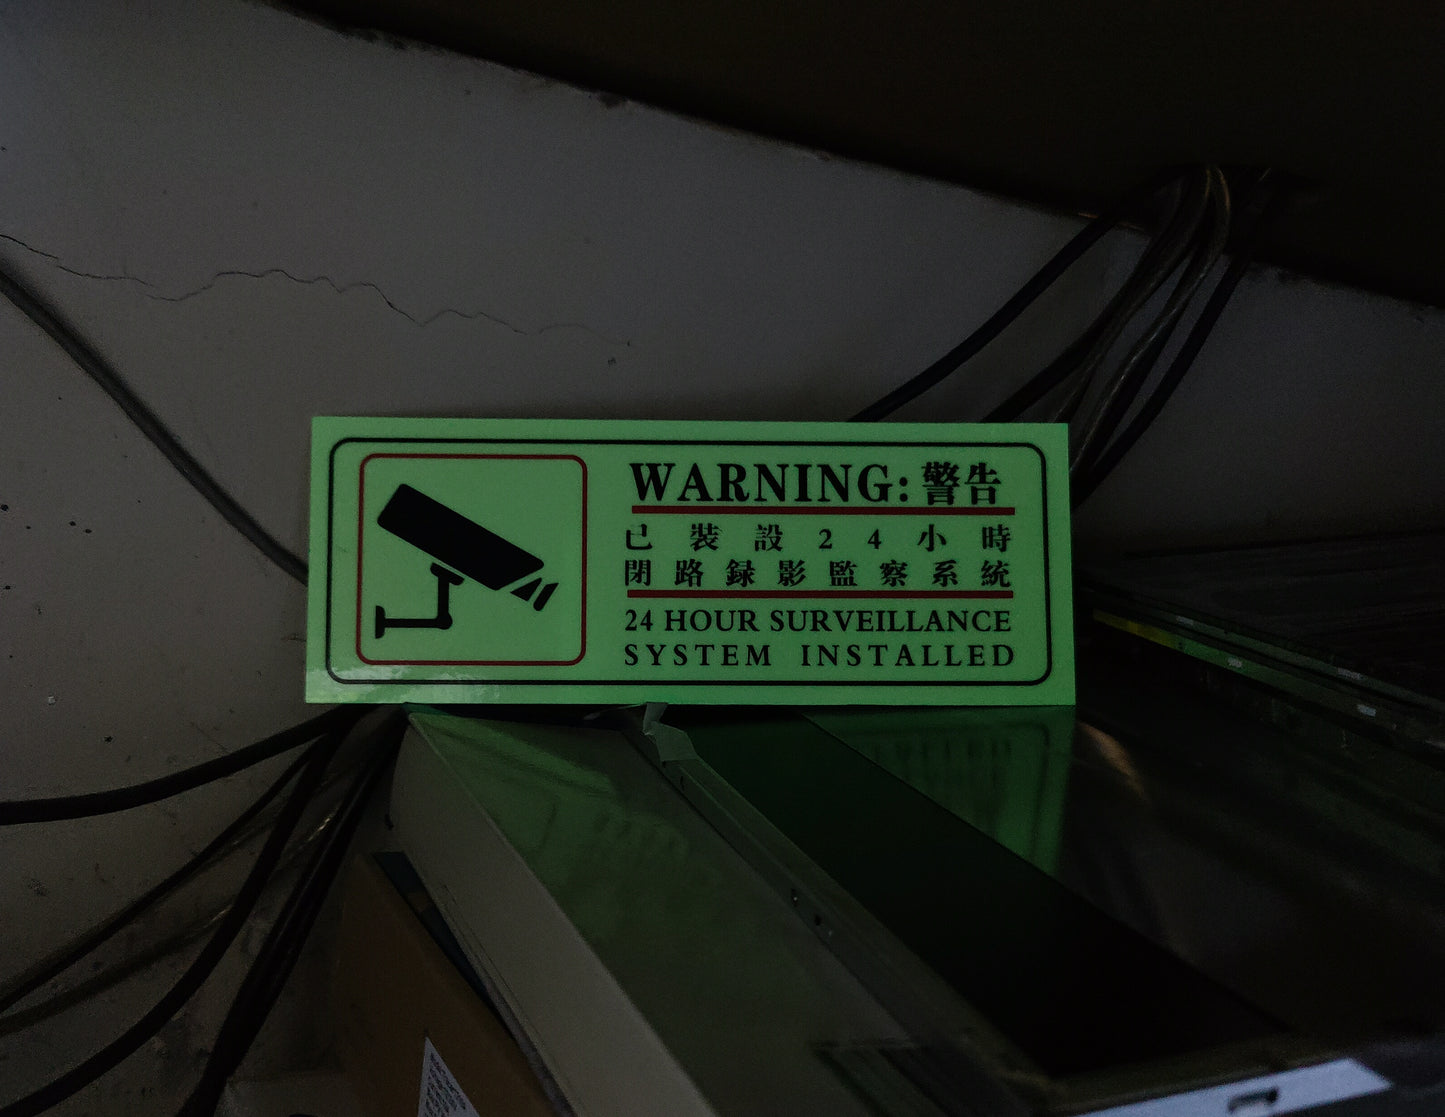 WARNING: 警告
已裝設24小時
閉路録影監察系統
24 HOUR SURVEILLANCE
SYSTEM INSTALLED